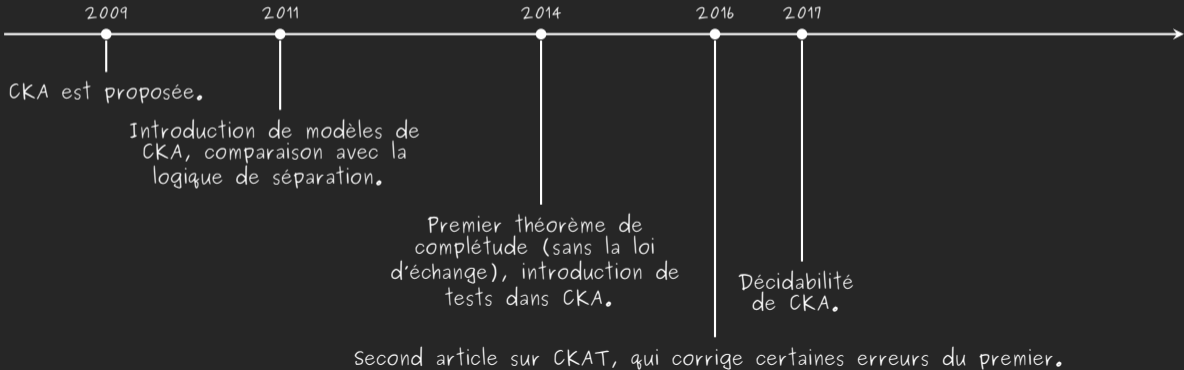 2009
2011
2014
2016
2017
CKA est proposée.
Introduction de modèles de
CKA, comparaison avec la
logique de séparation.
Premier théorème de
complétude (sans la loi
d'échange), introduction de
tests dans CKA.
Décidabilité
de CKA.
Second article sur CKAT, qui corrige certaines erreurs du premier.